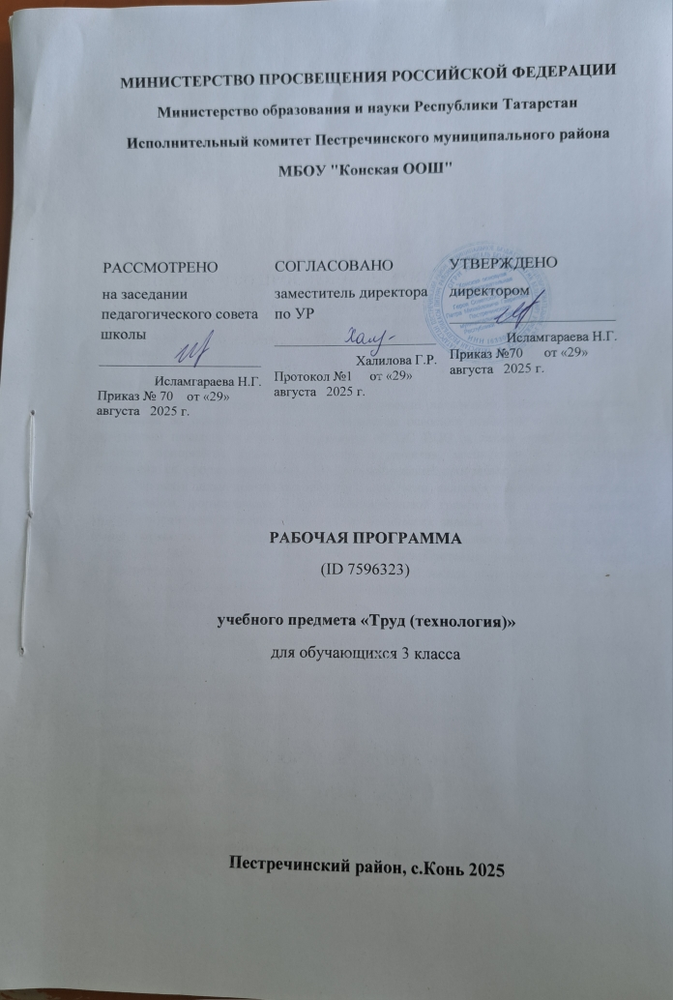 МИНИСТЕРСТВО ПРОСВЕЩЕНИЯ РОССИЙСКОЙ ФЕДЕРАЦИИ
Министерство образования и науки Республики Татарстан
Исполнительный комитет Пестречинского муниципального района
МБОУ "Конская ООШ"
РАССМОТРЕНО
на заседании
педагогического совета
школы
Исламгараева Н.Г.
Приказ № 70 от «29»
августа 2025 г.
СОГЛАСОВАНО
заместитель директора
по УР
Халилова Г.Р.
Протокол №1 от «29»
августа 2025 г.
УТВЕРЖДЕНО
директором
Исламгараева Н.Г.
Приказ №70 от «29»
августа 2025 г.
РАБОЧАЯ ПРОГРАММА
(ID 7596323)
учебного предмета «Труд (технология)»
для обучающихся 3 класса
Пестречинский район, с.Конь 2025